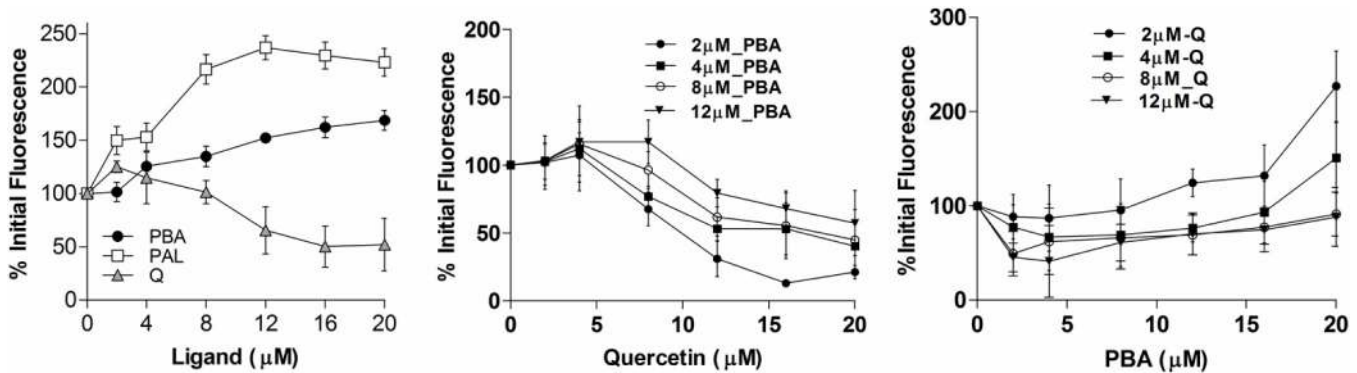 % Initial Fluorescence
250
200
150
100
50
0
PBA
PAL
Q
0 4 8 12 16 20
Ligand (μM)
% Initial Fluorescence
200
150
100
50
0
2μM_PBA
4μM_PBA
8μM_PBA
12μM_PBA
0 5 10 15 20
Quercetin (μM)
%Initial Fluorescence
300
200
100
0
2μM-Q
4μM-Q
8μM_Q
12μM-Q
0 5 10 15 20
PBA (μM)